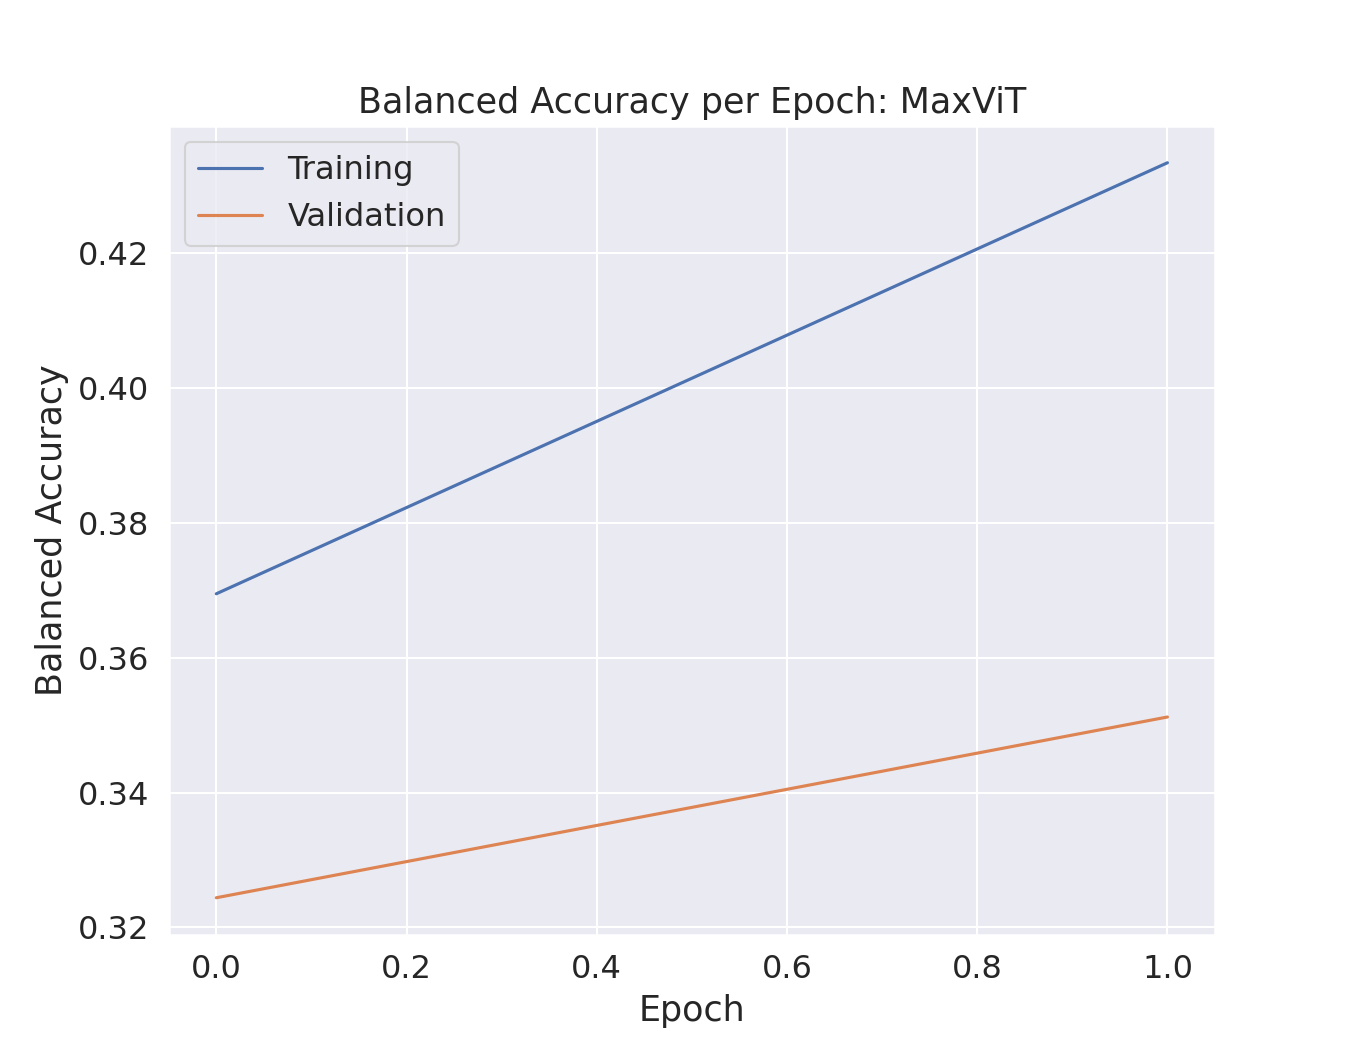 Balanced Accuracy per Epoch: MaxViT
Training
Validation
Balanced Accuracy
0.42
0.40
0.38
0.36
0.34
0.32
0.0 0.2 0.4 0.6 0.8 1.0
Epoch